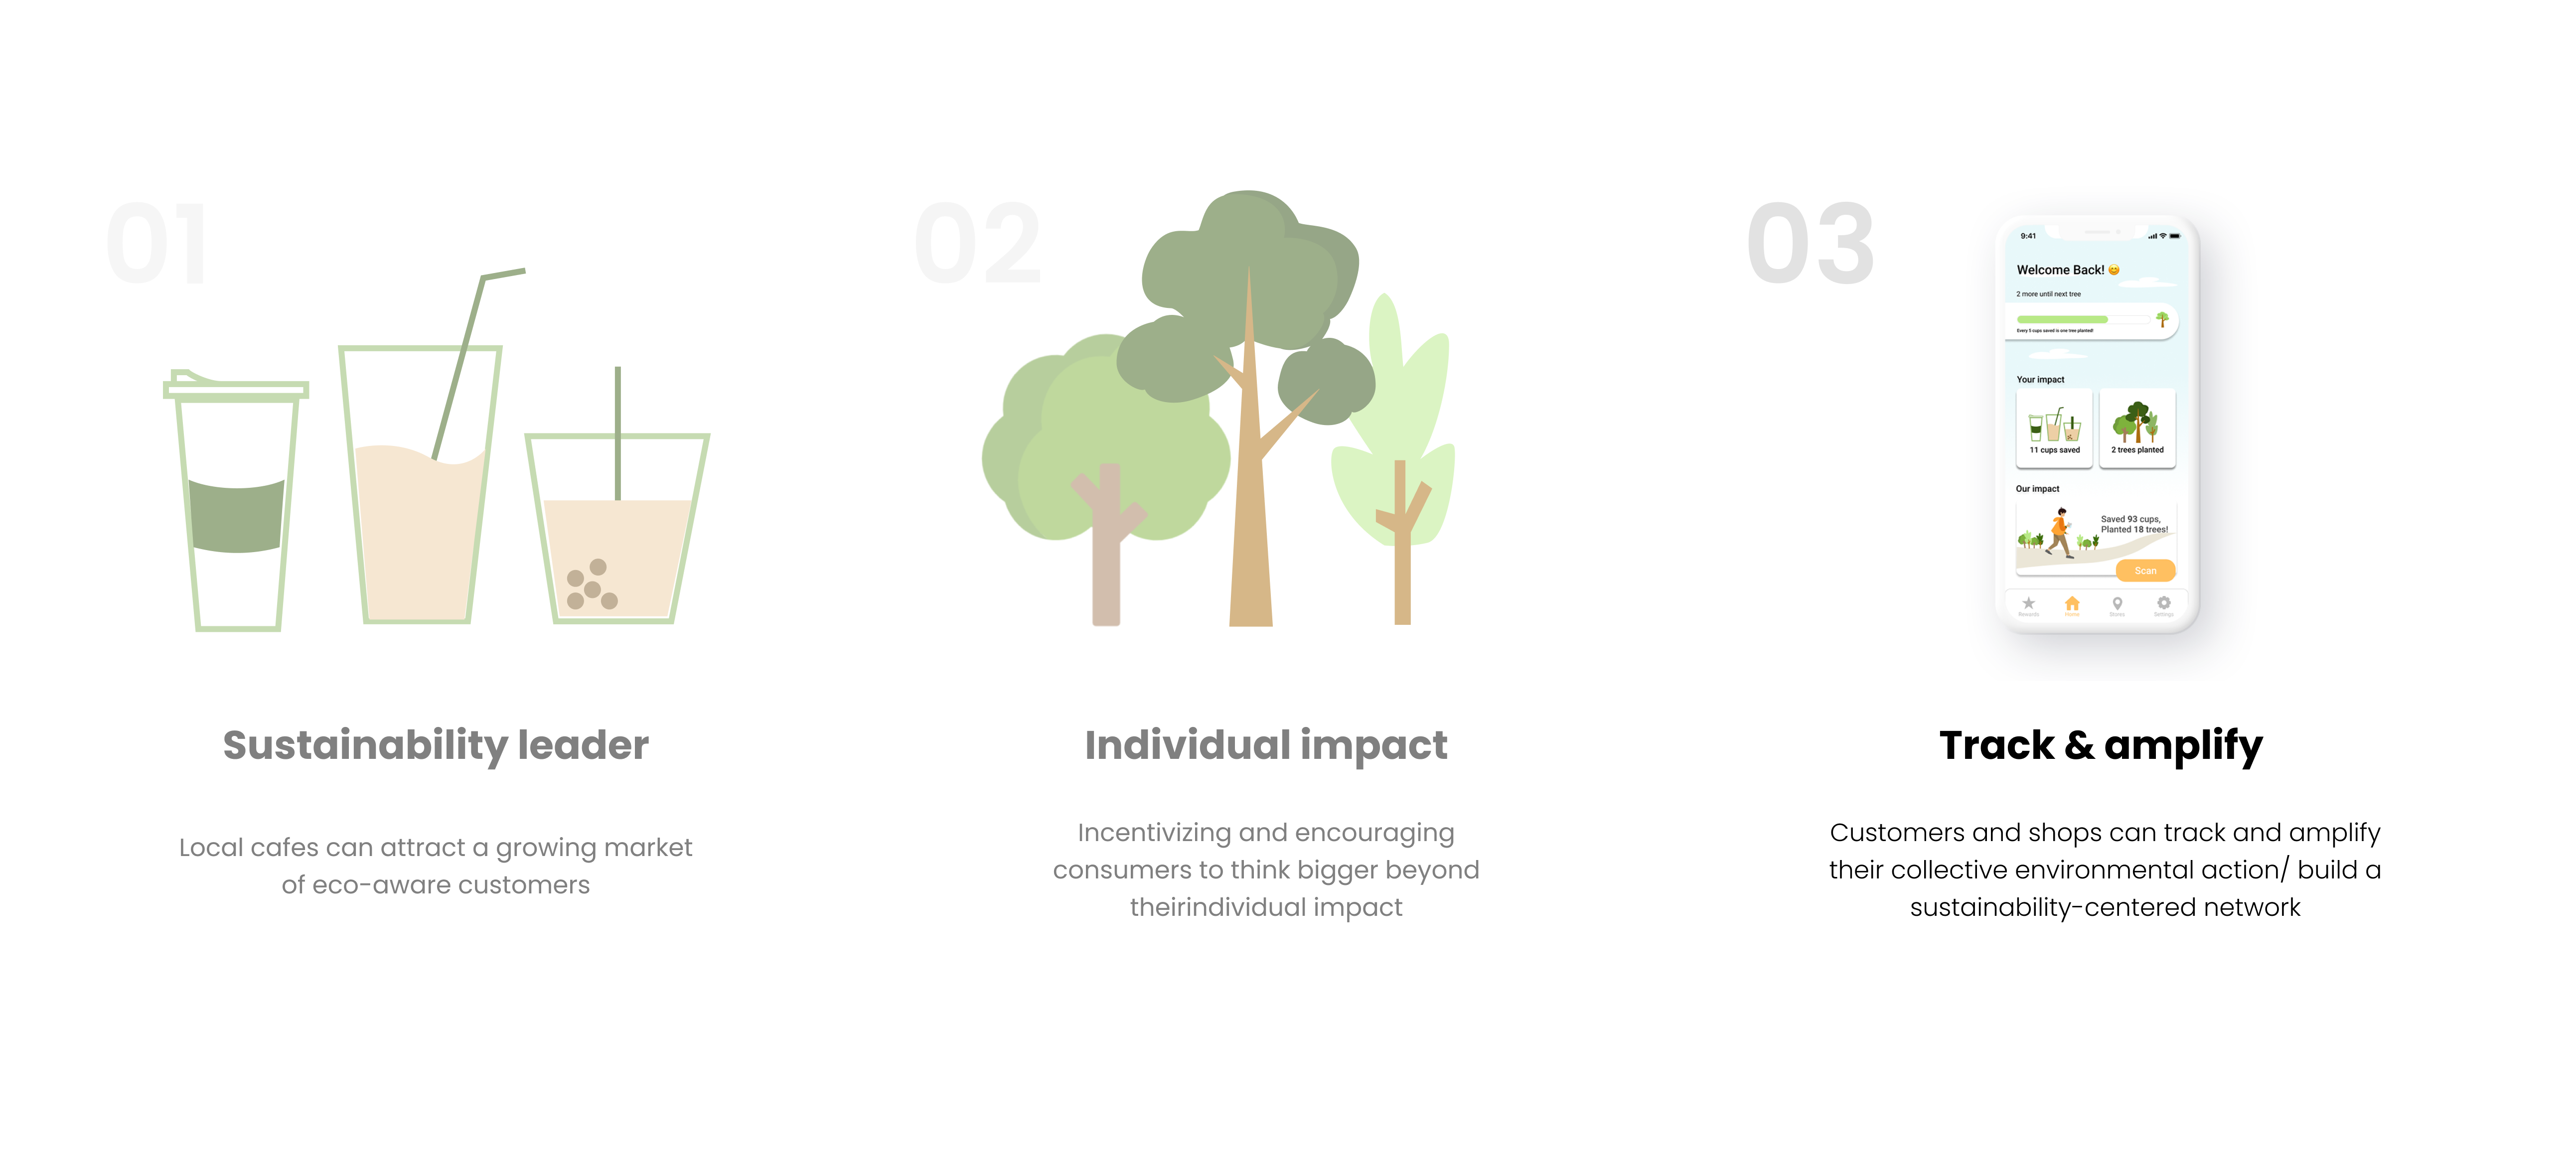 01
02
03
9:41
Welcome Back! 😊
2 more until next tree
Every 5 cups saved is one tree planted!
Your impact
11 cups saved
2 trees planted
Our impact
Saved 93 cups,
Planted 18 trees!
Scan
Rewards
Home
Stores
Settings
Sustainability leader
Local cafes can attract a growing market
of eco-aware customers
Individual impact
Incentivizing and encouraging
consumers to think bigger beyond
theirindividual impact
Track & amplify
Customers and shops can track and amplify
their collective environmental action/ build a
sustainability-centered network